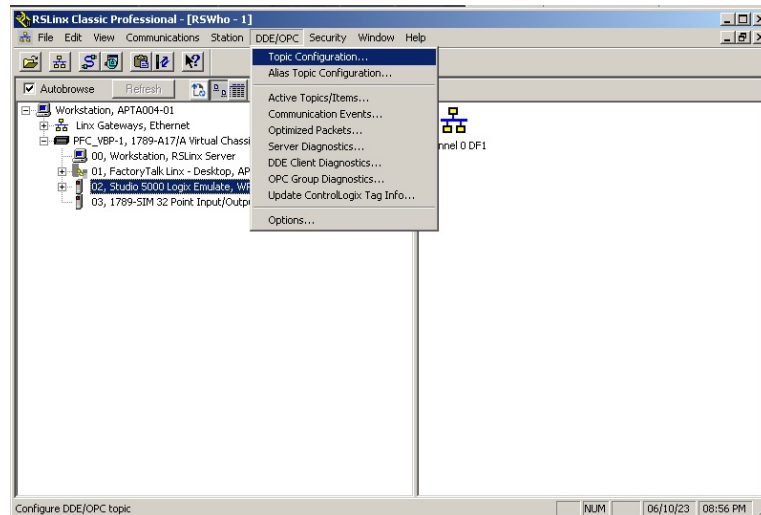 RSLinx Classic Professional - [RSWho - 1]
File Edit View Communications Station DDE/OPC Security Window Help
Autobrowse Refresh
Topic Configuration...
Alias Topic Configuration...
Active Topics/Items...
Communication Events...
Optimized Packets...
Server Diagnostics...
DDE Client Diagnostics...
OPC Group Diagnostics...
Update ControlLogix Tag Info...
Options...
Workstation, APTA004-01
Linx Gateways, Ethernet
PFC_VBP-1, 1789-A17/A Virtual Chassi
00, Workstation, RSLinx Server
01, FactoryTalk Linx - Desktop, AP
02, Studio 5000 Logix Emulate, WP
03, 1789-SIM 32 Point Input/Outpu
nnel 0 DF1
Configure DDE/OPC topic
NUM 06/10/23 08:56 PM